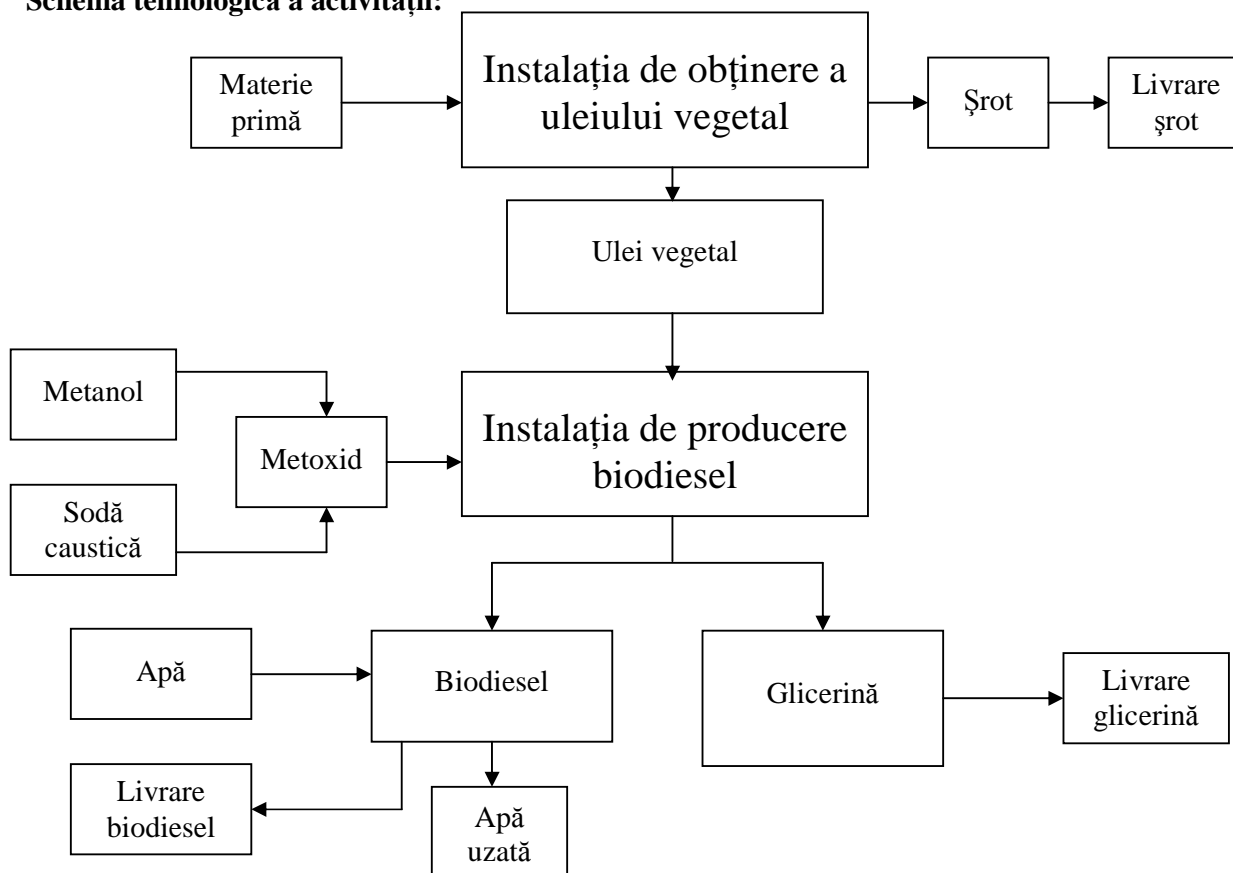 Schema tehnologică a activității:
Instalația de obținere a
uleiului vegetal
Materie
primă
Șrot
Livrare
șrot
Ulei vegetal
Metanol
Metoxid
Instalația de producere
biodiesel
Sodă
caustică
Apă
Biodiesel
Glicerină
Livrare
glicerină
Livrare
biodiesel
Apă
uzată